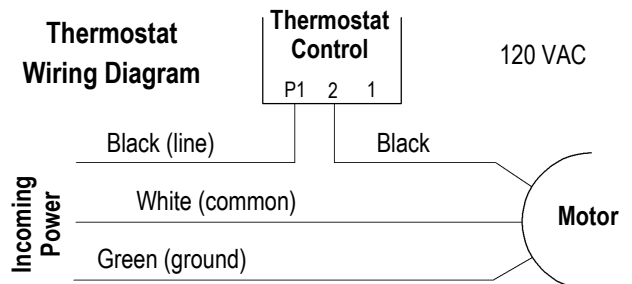 Thermostat
Wiring Diagram
Thermostat
Control
P1 2 1
120 VAC
Black (line)
Black
White (common)
Green (ground)
Incoming
Power
Motor